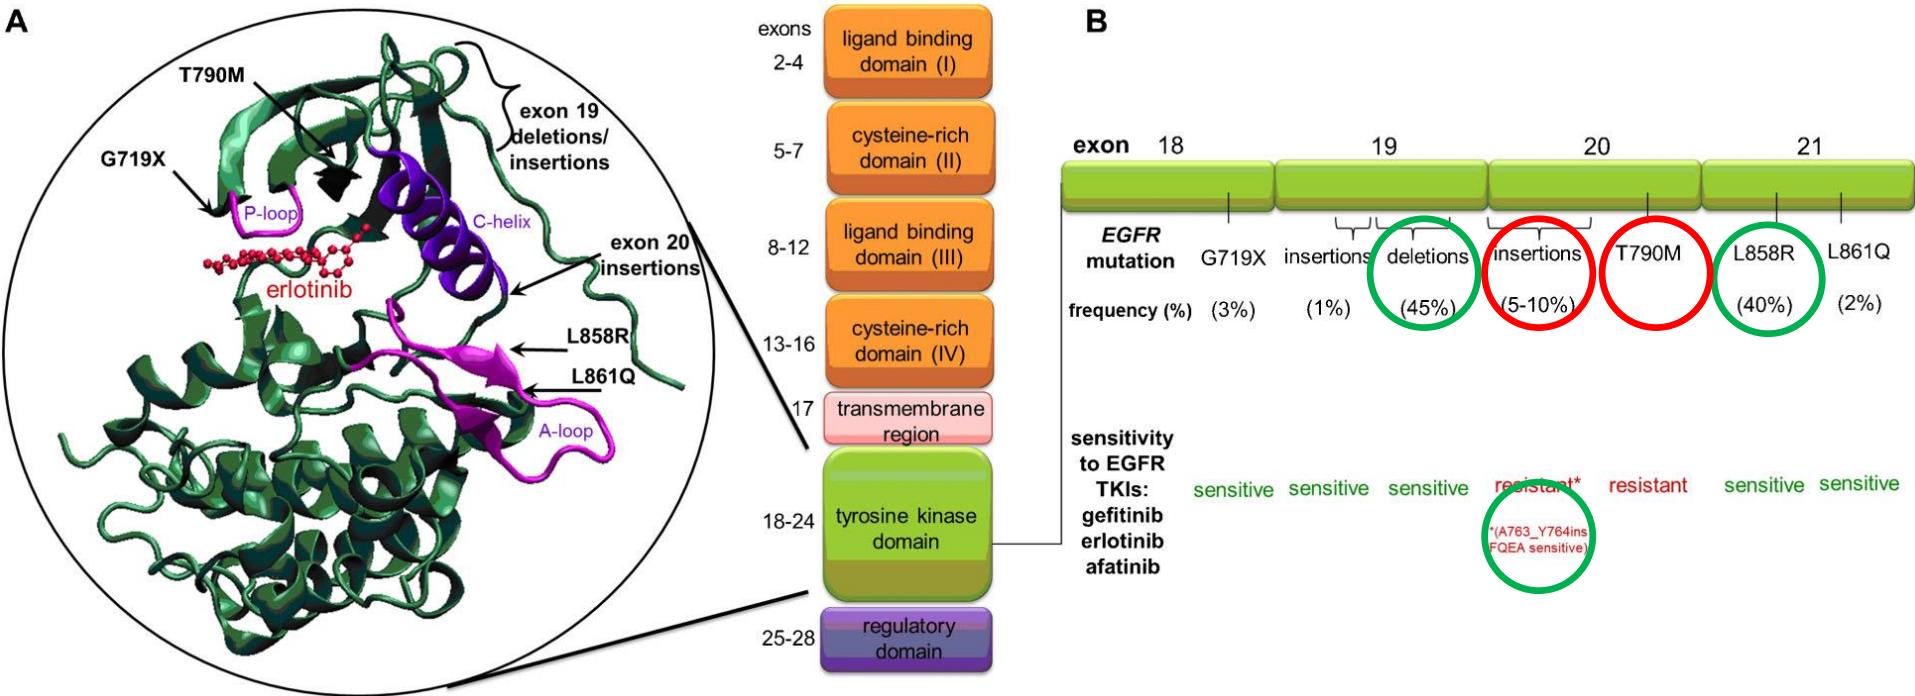 A
T790M
exon 19
deletions/
insertions
G719X
P-loop
C-helix
exon 20
insertions
erlotinib
L858R
L861Q
A-loop
exons
2-4
ligand binding
domain (I)
5-7
cysteine-rich
domain (II)
8-12
ligand binding
domain (III)
13-16
cysteine-rich
domain (IV)
17
transmembrane
region
18-24
tyrosine kinase
domain
25-28
regulatory
domain
B
exon 18 19 20 21
EGFR
mutation
G719X insertions deletions insertions T790M L858R L861Q
frequency (%) (3%) (1%) (45%) (5-10%) (40%) (2%)
sensitivity
to EGFR
TKIs:
gefitinib
erlotinib
afatinib
sensitive sensitive sensitive resistant* resistant sensitive sensitive
*(A763_Y764ins
FQEA sensitive)